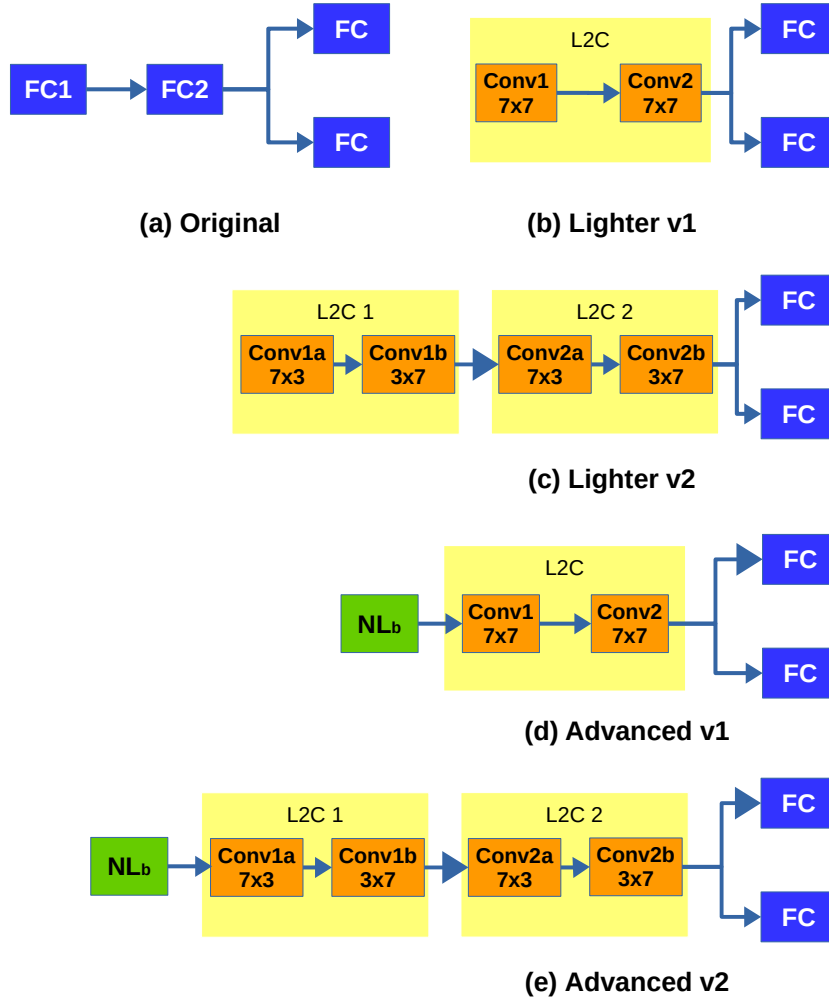 FC
FC1 FC2
FC
(a) Original
L2C
Conv1
7x7
Conv2
7x7
FC
FC
(b) Lighter v1
L2C 1
Conv1a
7x3
Conv1b
3x7
L2C 2
Conv2a
7x3
Conv2b
3x7
FC
FC
(c) Lighter v2
NLb
L2C
Conv1
7x7
Conv2
7x7
FC
FC
(d) Advanced v1
NLb
L2C 1
Conv1a
7x3
Conv1b
3x7
L2C 2
Conv2a
7x3
Conv2b
3x7
FC
FC
(e) Advanced v2